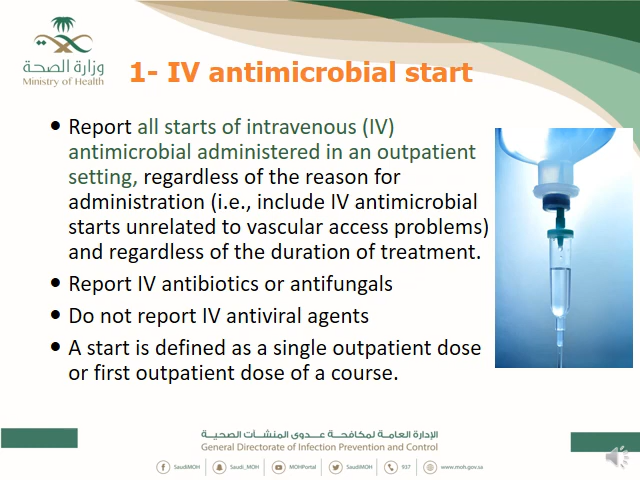 وزارة الصحة
Ministry of Health
1- IV antimicrobial start
• Report all starts of intravenous (IV)
antimicrobial administered in an outpatient
setting, regardless of the reason for
administration (i.e., include IV antimicrobial
starts unrelated to vascular access problems)
and regardless of the duration of treatment.
• Report IV antibiotics or antifungals
• Do not report IV antiviral agents
• A start is defined as a single outpatient dose
or first outpatient dose of a course.
الإدارة العامة لمكافحة عدوى المنشآت الصحية
General Directorate of Infection Prevention and Control
SaudiMOH Saudi_MOH MOHPortal SaudiMOH 937 www.moh.gov.sa